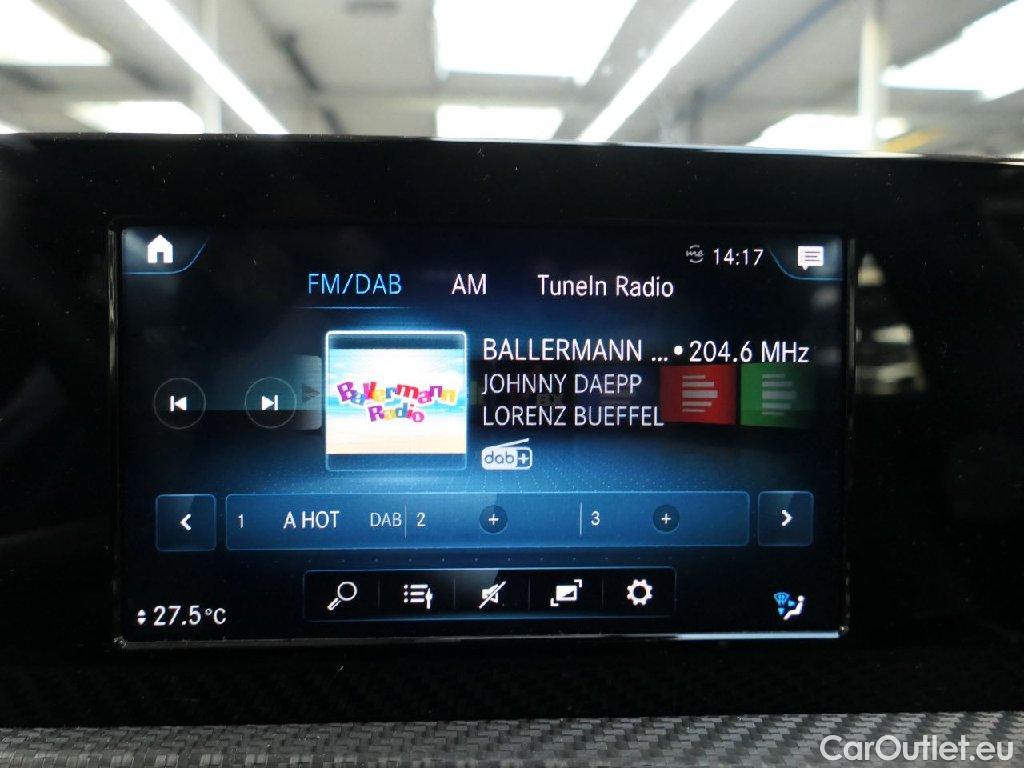 me 14:17
FM/DAB AM TuneIn Radio
BALLERMANN ... • 204.6 MHz
JOHNNY DAEPP
LORENZ BUEFFEL
Ballermann
Radio
dab+
1 A HOT DAB 2 + 3 +
27.5°C
CarOutlet.eu